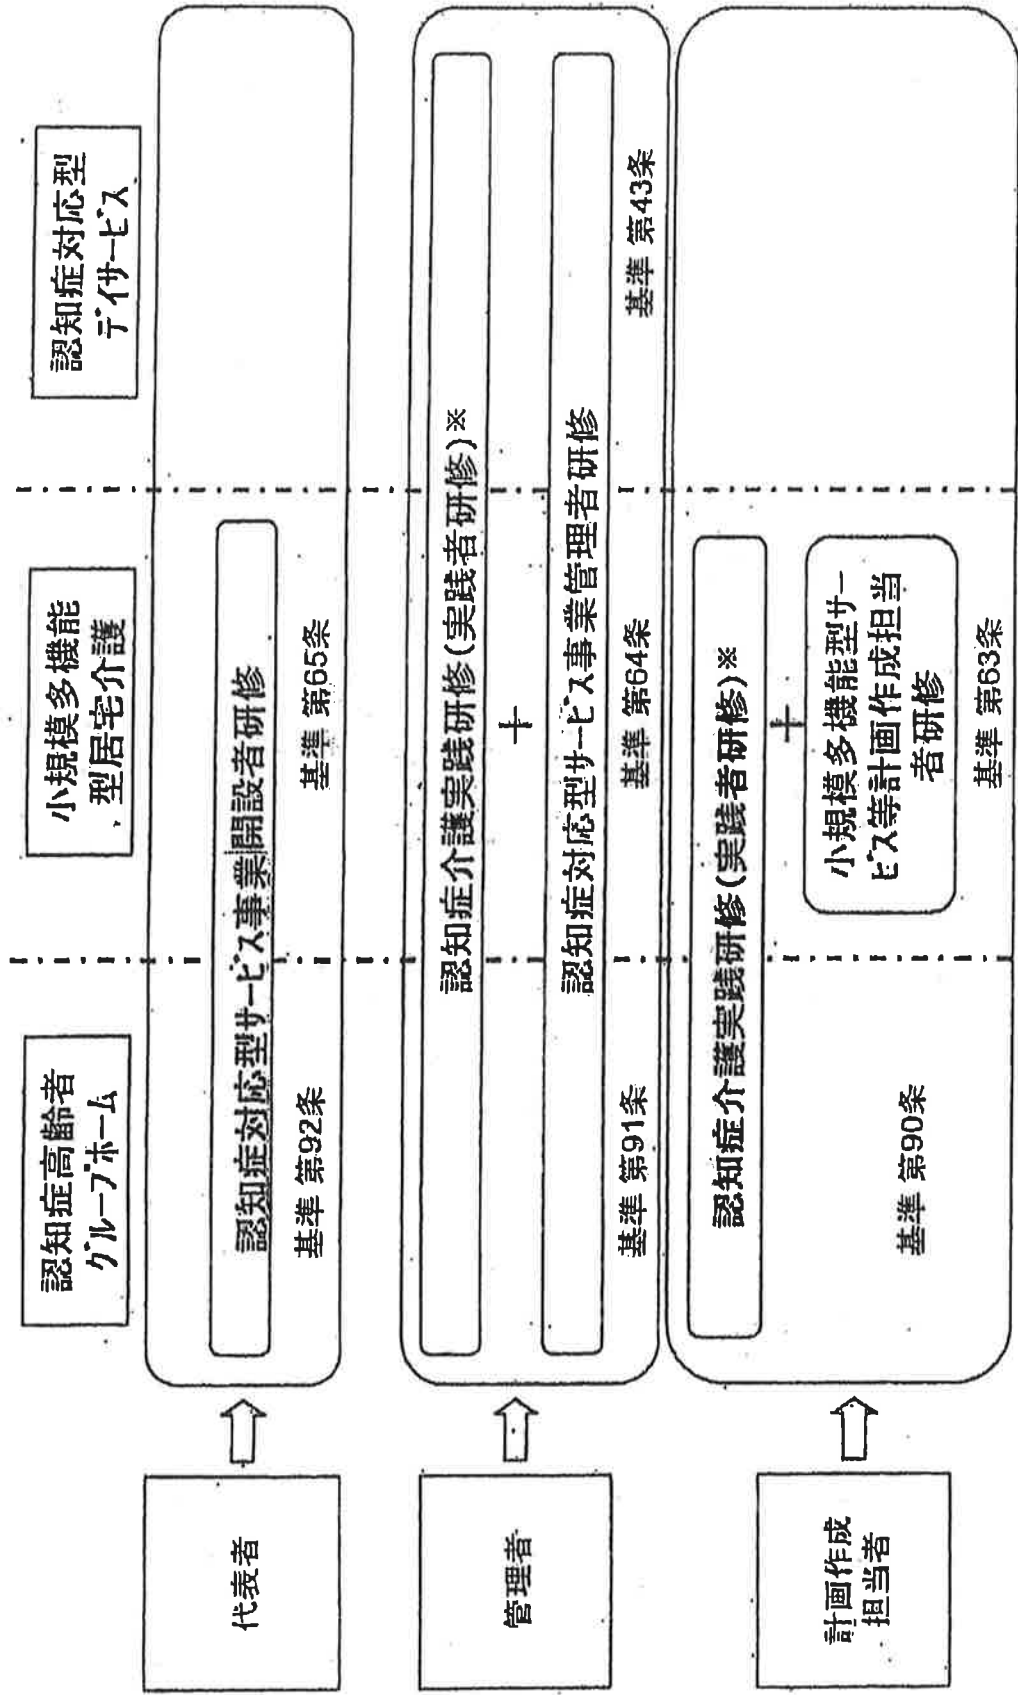 認知症高齢者
グループホーム
小規模多機能
型居宅介護
認知症対応型
デイサービス
代表者
認知症対応型サービス事業開設者研修
基準 第92条
基準 第65条
管理者
認知症介護実践研修(実践者研修)※
＋
認知症対応型サービス事業管理者研修
基準 第91条
基準 第64条
基準 第43条
計画作成
担当者
認知症介護実践研修(実践者研修)※
＋
小規模多機能型サー
ビス等計画作成担当
者研修
基準 第90条
基準 第63条